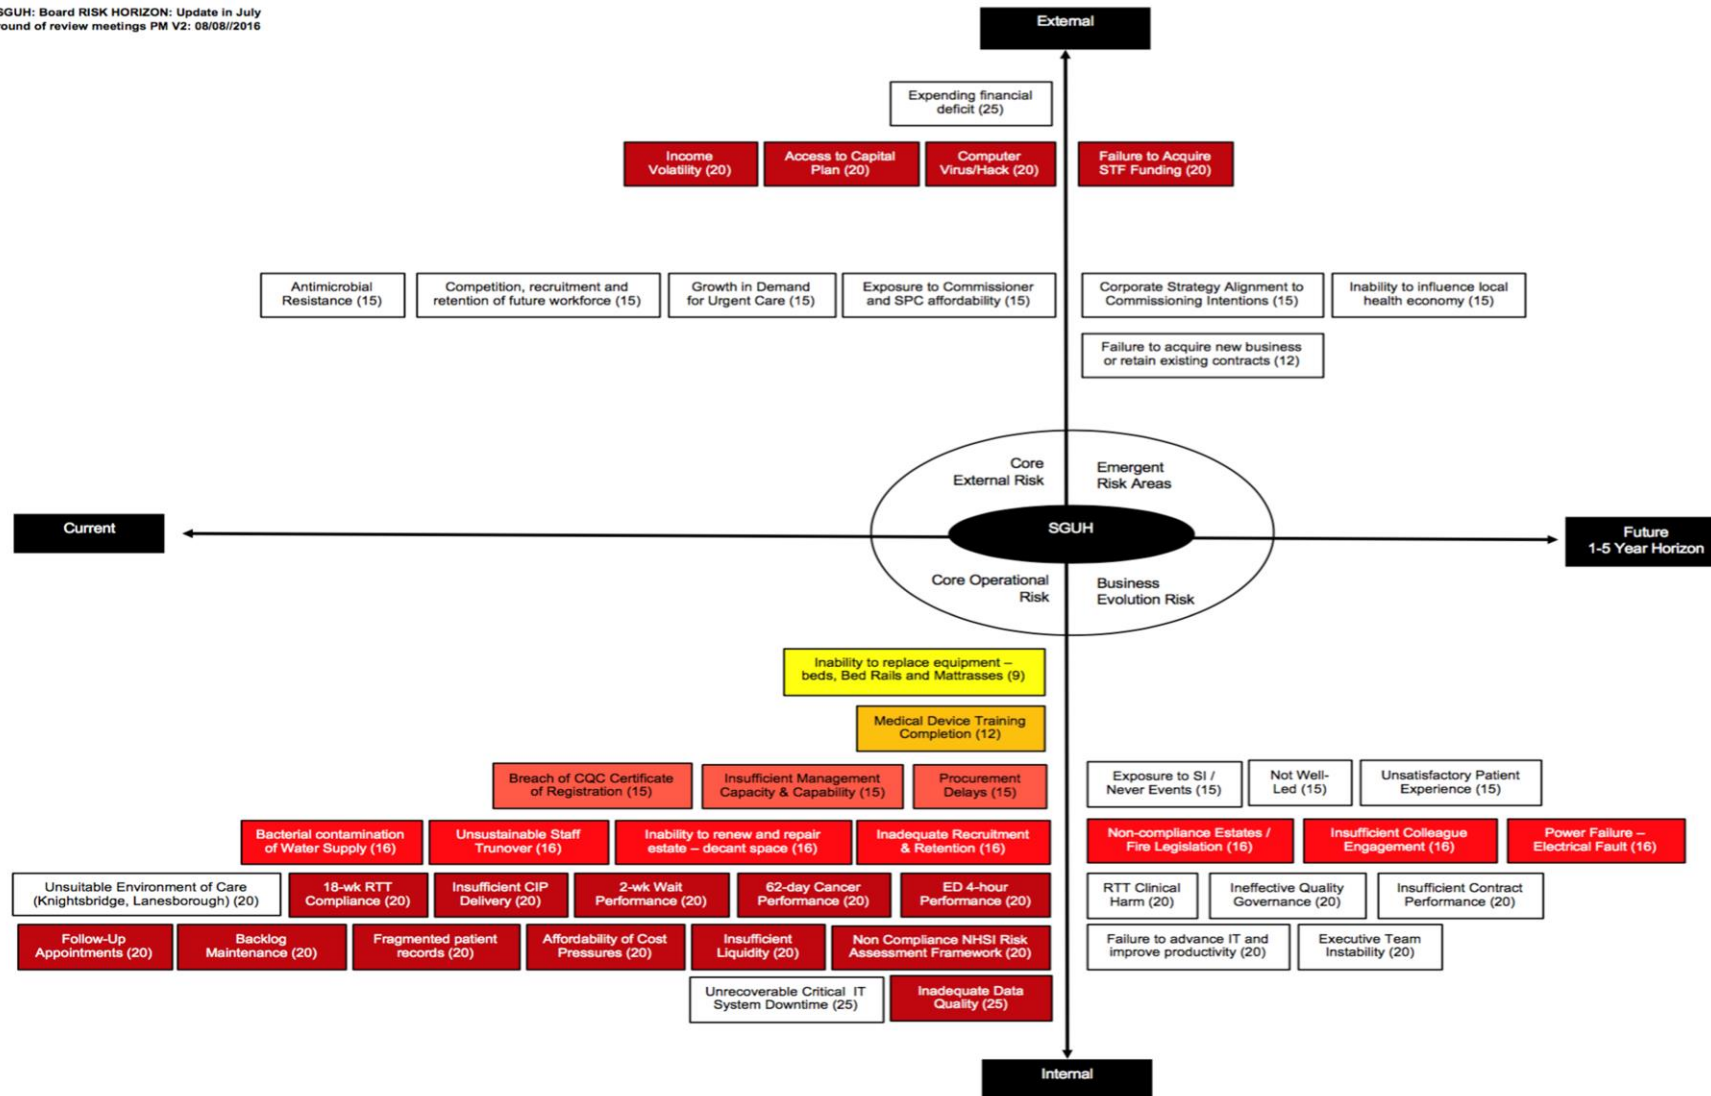 SGUH: Board RISK HORIZON: Update in July
round of review meetings PM V2: 08/08//2016
External
Expending financial
deficit (25)
Income
Volatility (20)
Access to Capital
Plan (20)
Computer
Virus/Hack (20)
Failure to Acquire
STF Funding (20)
Antimicrobial
Resistance (15)
Competition, recruitment and
retention of future workforce (15)
Growth in Demand
for Urgent Care (15)
Exposure to Commissioner
and SPC affordability (15)
Corporate Strategy Alignment to
Commissioning Intentions (15)
Inability to influence local
health economy (15)
Failure to acquire new business
or retain existing contracts (12)
Core
External Risk
Emergent
Risk Areas
Current
SGUH
Future
1-5 Year Horizon
Core Operational
Risk
Business
Evolution Risk
Inability to replace equipment –
beds, Bed Rails and Mattrasses (9)
Medical Device Training
Completion (12)
Breach of CQC Certificate
of Registration (15)
Insufficient Management
Capacity & Capability (15)
Procurement
Delays (15)
Exposure to SI /
Never Events (15)
Not Well-
Led (15)
Unsatisfactory Patient
Experience (15)
Bacterial contamination
of Water Supply (16)
Unsustainable Staff
Trunover (16)
Inability to renew and repair
estate – decant space (16)
Inadequate Recruitment
& Retention (16)
Non-compliance Estates /
Fire Legislation (16)
Insufficient Colleague
Engagement (16)
Power Failure –
Electrical Fault (16)
Unsuitable Environment of Care
(Knightsbridge, Lanesborough) (20)
18-wk RTT
Compliance (20)
Insufficient CIP
Delivery (20)
2-wk Wait
Performance (20)
62-day Cancer
Performance (20)
ED 4-hour
Performance (20)
RTT Clinical
Harm (20)
Ineffective Quality
Governance (20)
Insufficient Contract
Performance (20)
Follow-Up
Appointments (20)
Backlog
Maintenance (20)
Fragmented patient
records (20)
Affordability of Cost
Pressures (20)
Insufficient
Liquidity (20)
Non Compliance NHSI Risk
Assessment Framework (20)
Failure to advance IT and
improve productivity (20)
Executive Team
Instability (20)
Unrecoverable Critical IT
System Downtime (25)
Inadequate Data
Quality (25)
Internal